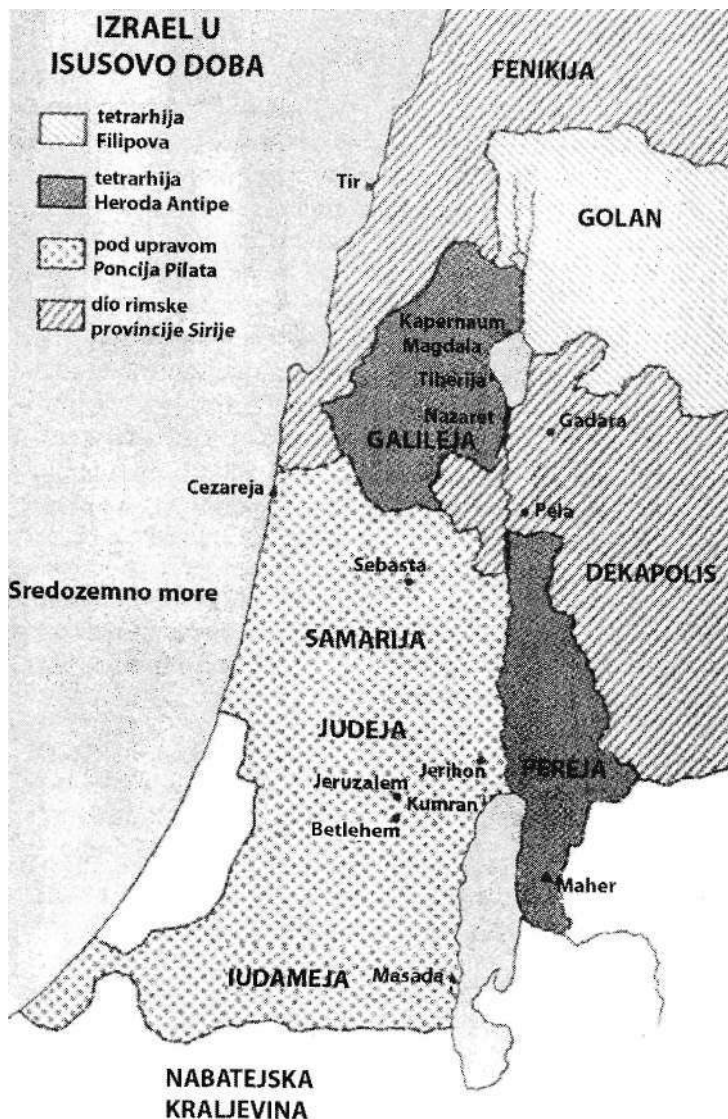 IZRAEL U
ISUSOVO DOBA
tetrarhija
Filipova
tetrarhija
Heroda Antipe
pod upravom
Poncija Pilata
dio rimske
provincije Sirije
FENIKIJA
Tir
GOLAN
Kapernaum
Magdala
Tiberija
Nazaret
GALILEJA
Gadara
Cezareja
Pela
Sebasta
DEKAPOLIS
Sredozemno more
SAMARIJA
JUDEJA
Jerihon
PEREJA
Jeruzalem
Kumran
Betlehem
Maher
IUDAMEJA
Masada
NABATEJSKA
KRALJEVINA